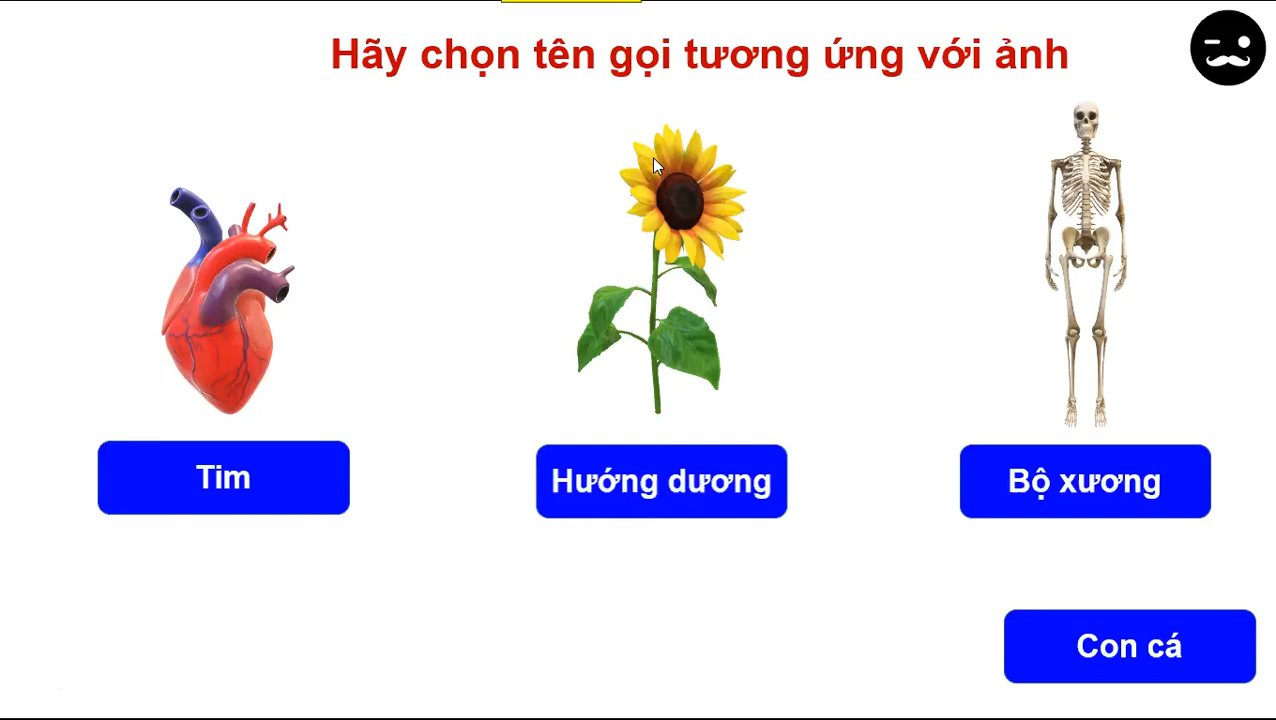 Hãy chọn tên gọi tương ứng với ảnh
Tim
Hướng dương
Bộ xương
Con cá